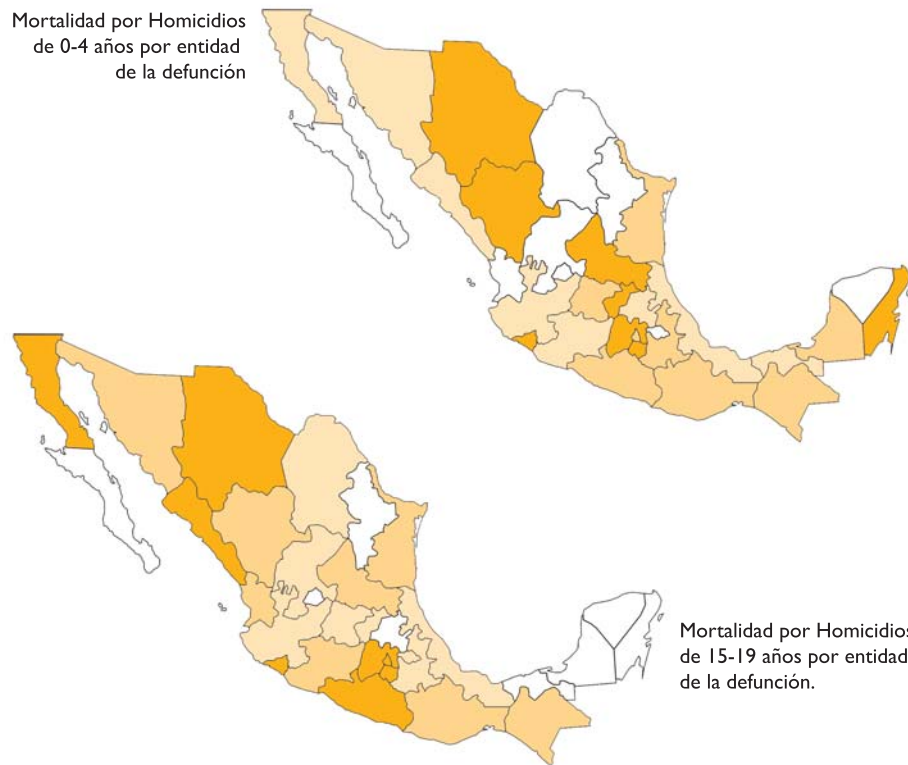 Mortalidad por Homicidios
de 0-4 años por entidad
de la defunción
Mortalidad por Homicidios
de 15-19 años por entidad
de la defunción.